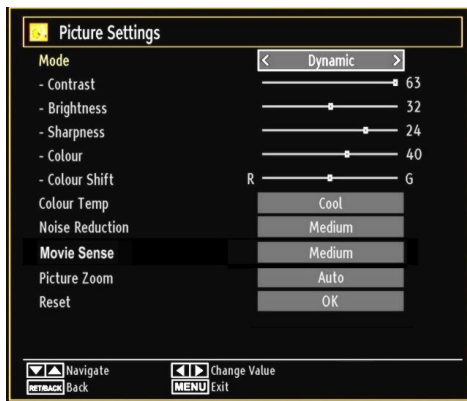 Picture Settings
Mode < Dynamic >
- Contrast 63
- Brightness 32
- Sharpness 24
- Colour 40
- Colour Shift R G
Colour Temp Cool
Noise Reduction Medium
Movie Sense Medium
Picture Zoom Auto
Reset OK
Navigate Change Value
RET/BACK Back MENU Exit